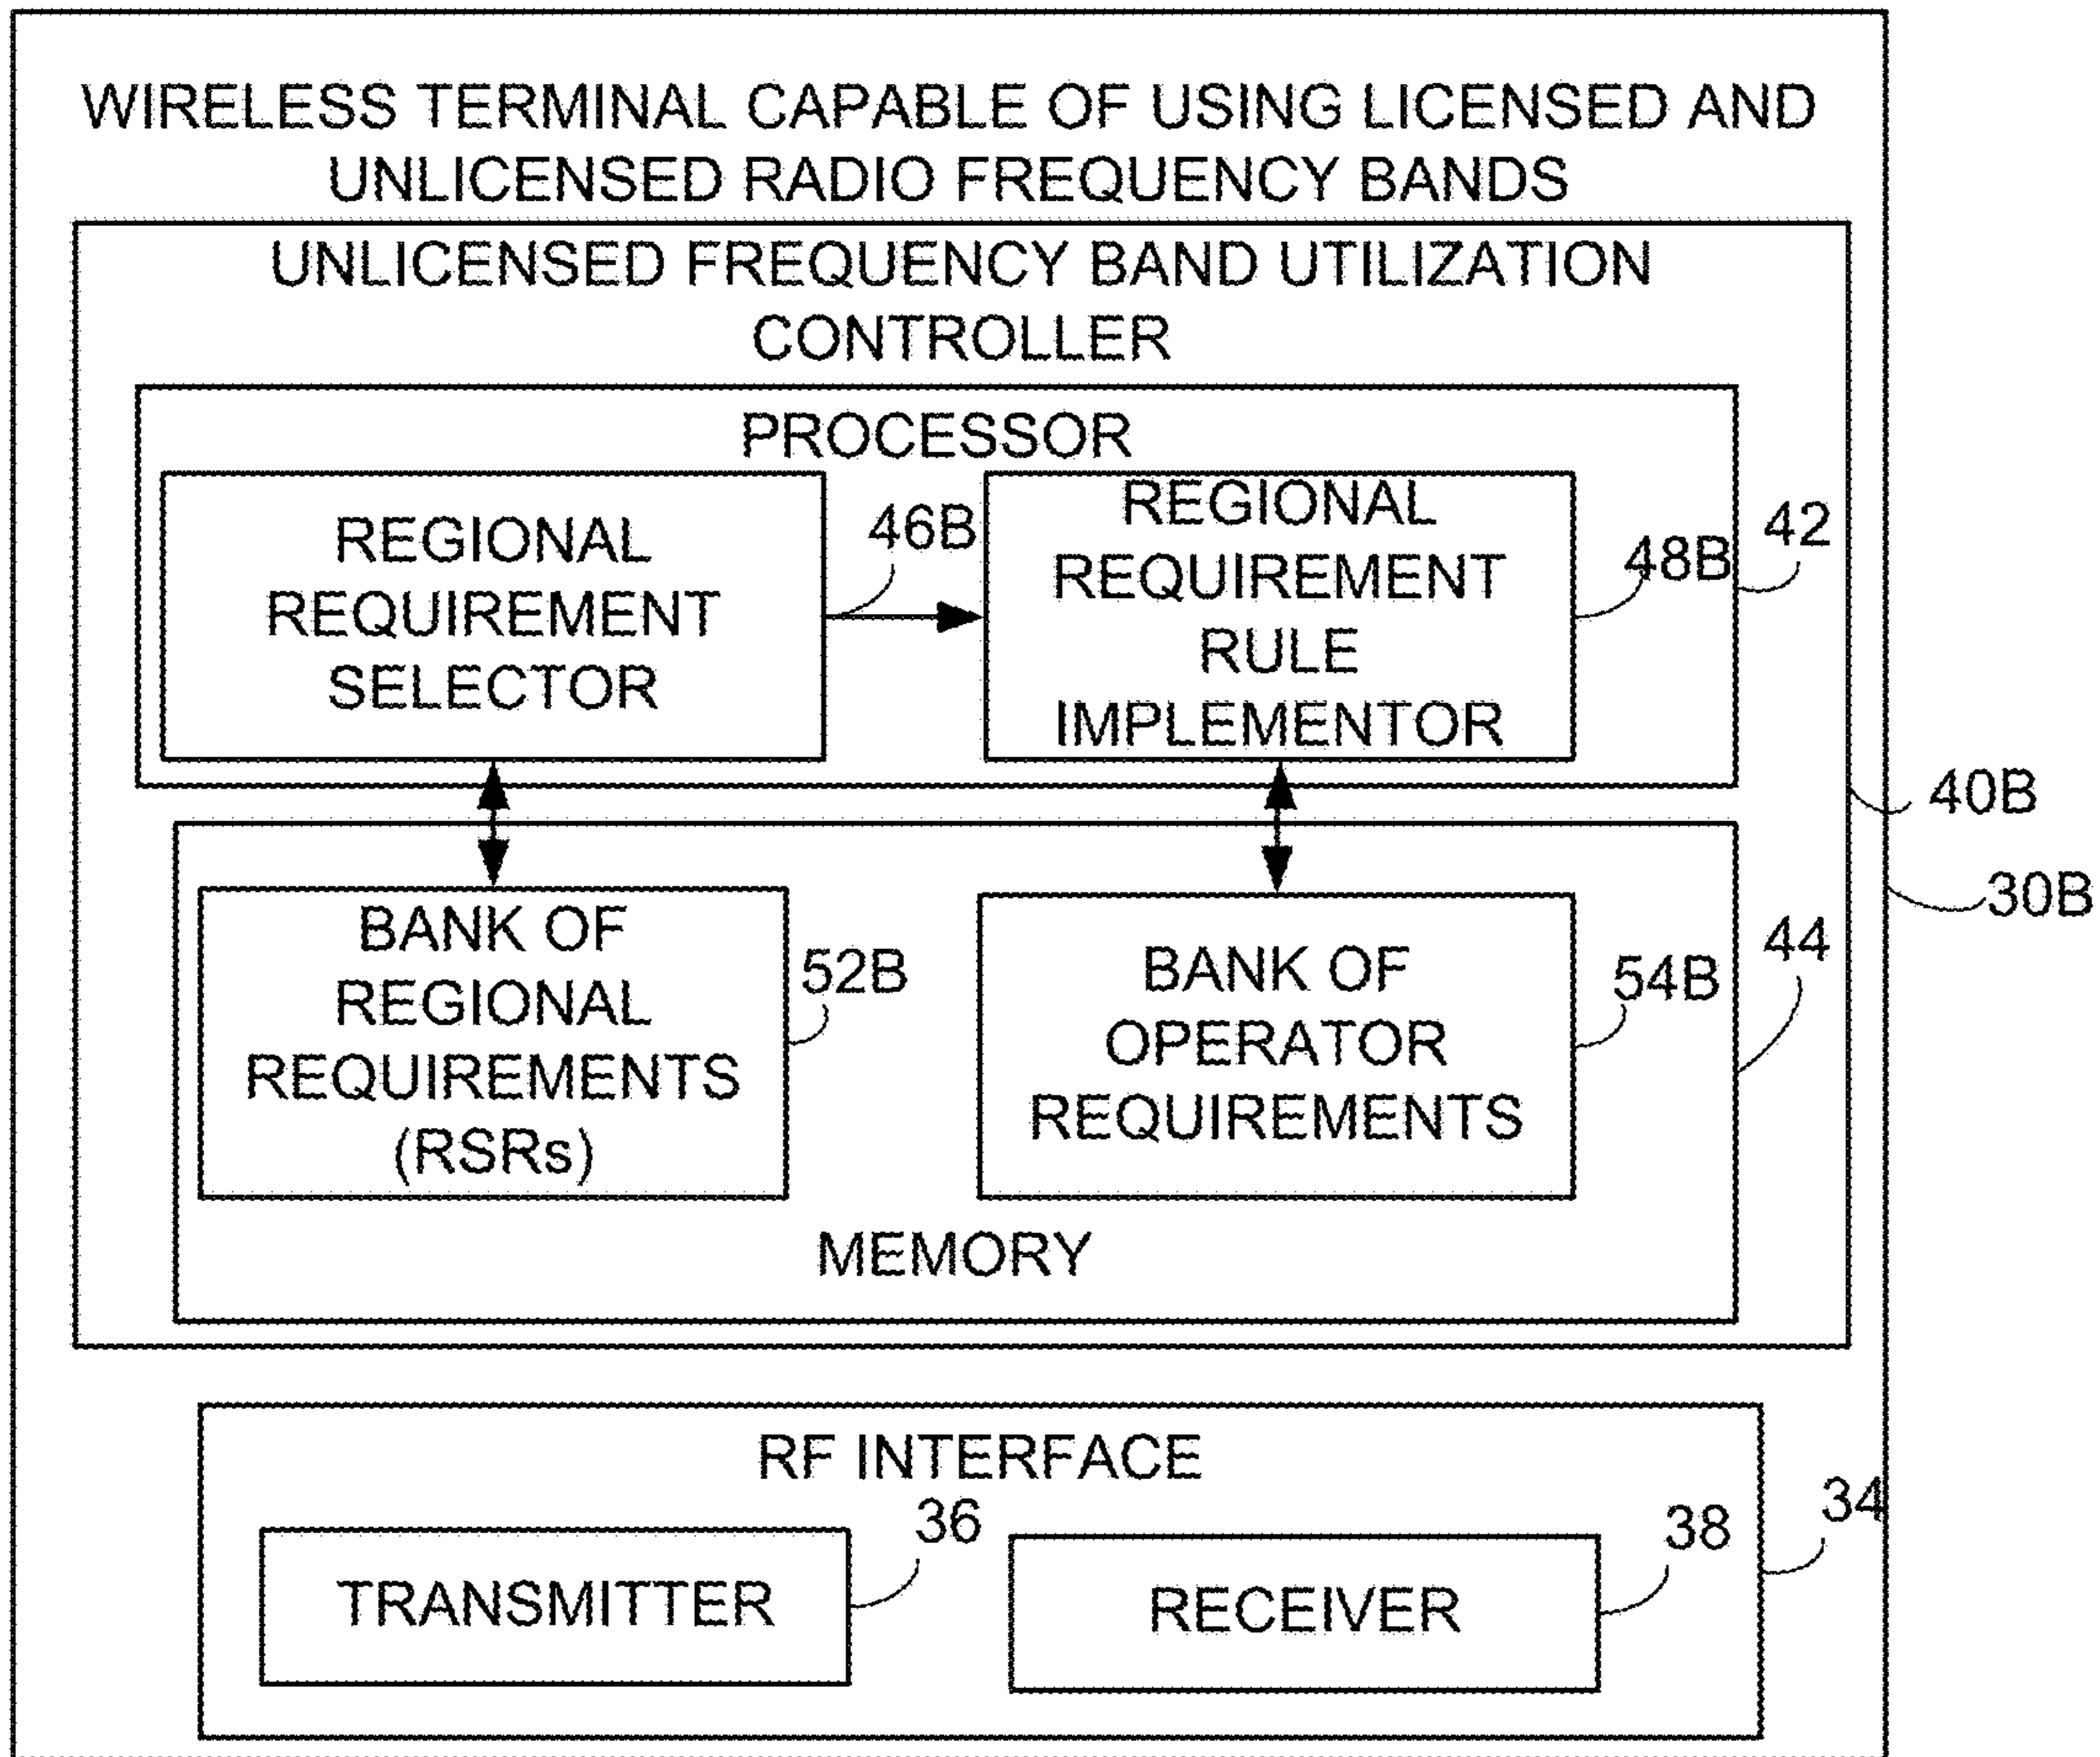 WIRELESS TERMINAL CAPABLE OF USING LICENSED AND
UNLICENSED RADIO FREQUENCY BANDS
UNLICENSED FREQUENCY BAND UTILIZATION
CONTROLLER
PROCESSOR
REGIONAL
REQUIREMENT
SELECTOR
46B
REGIONAL
REQUIREMENT
RULE
IMPLEMENTOR
48B
42
40B
30B
BANK OF
REGIONAL
REQUIREMENTS
(RSRs)
52B
BANK OF
OPERATOR
REQUIREMENTS
54B
44
MEMORY
RF INTERFACE
34
TRANSMITTER
36
RECEIVER
38